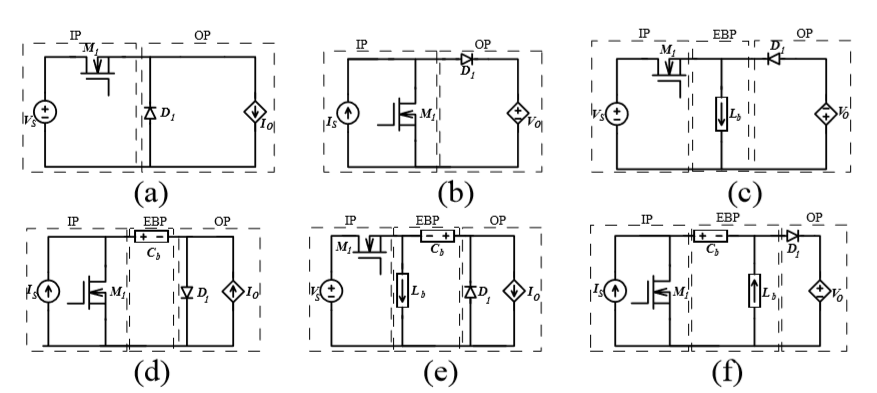 IP OP
M1
VS + - D1 IO
(a)
IP OP
D1
IS M1 + - VO
(b)
IP EBP OP
M1 D1
VS + - Lb + - VO
(c)
IP EBP OP
+ - Cb
IS M1 D1 IO
(d)
IP EBP OP
M1 - + Cb
VS + - Lb D1 IO
(e)
IP EBP OP
+ - Cb D1
IS M1 Lb + - VO
(f)